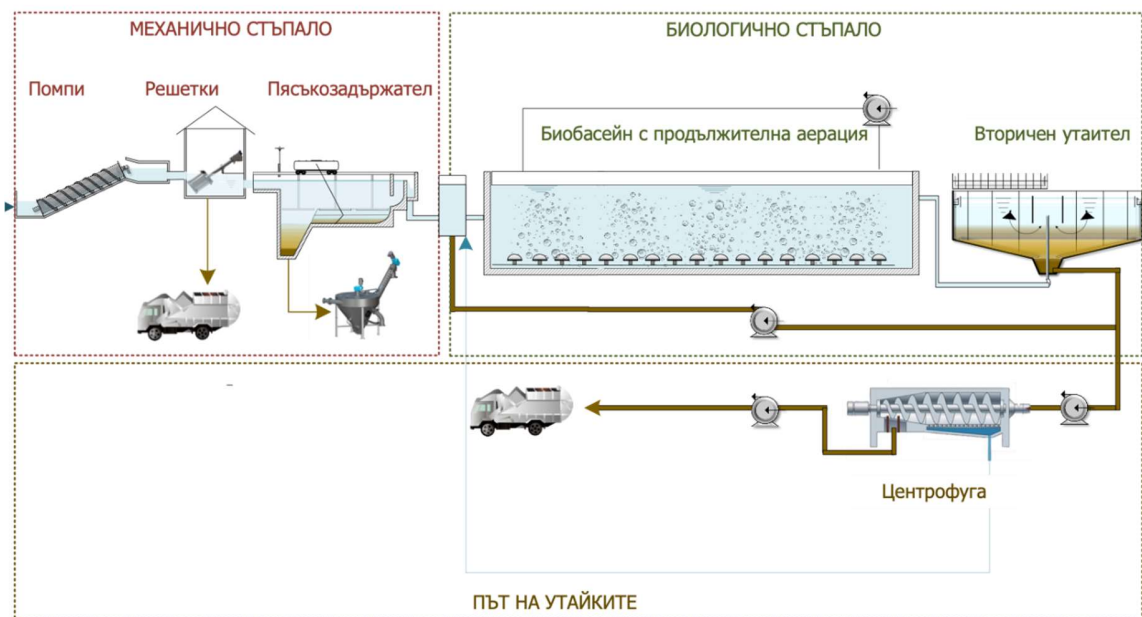 МЕХАНИЧНО СТЪПАЛО
БИОЛОГИЧНО СТЪПАЛО
Помпи
Решетки
Пясъкозадържател
Биобасейн с продължителна аерация
Вторичен утаител
Центрофуга
ПЪТ НА УТАЙКИТЕ